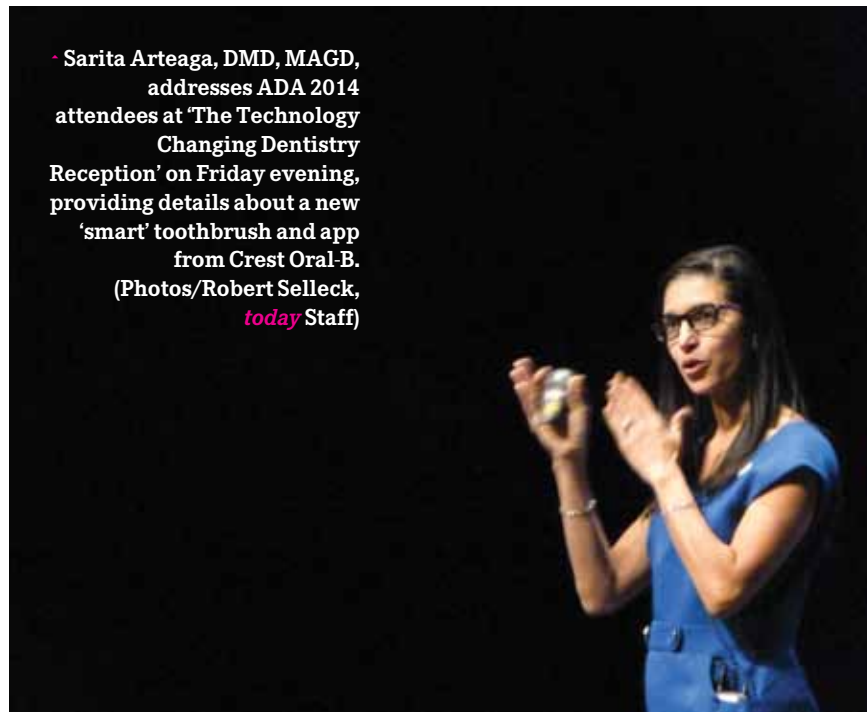 Sarita Arteaga, DMD, MAGD,
addresses ADA 2014
attendees at ‘The Technology
Changing Dentistry
Reception’ on Friday evening,
providing details about a new
‘smart’ toothbrush and app
from Crest Oral-B.
(Photos/Robert Selleck,
today Staff)